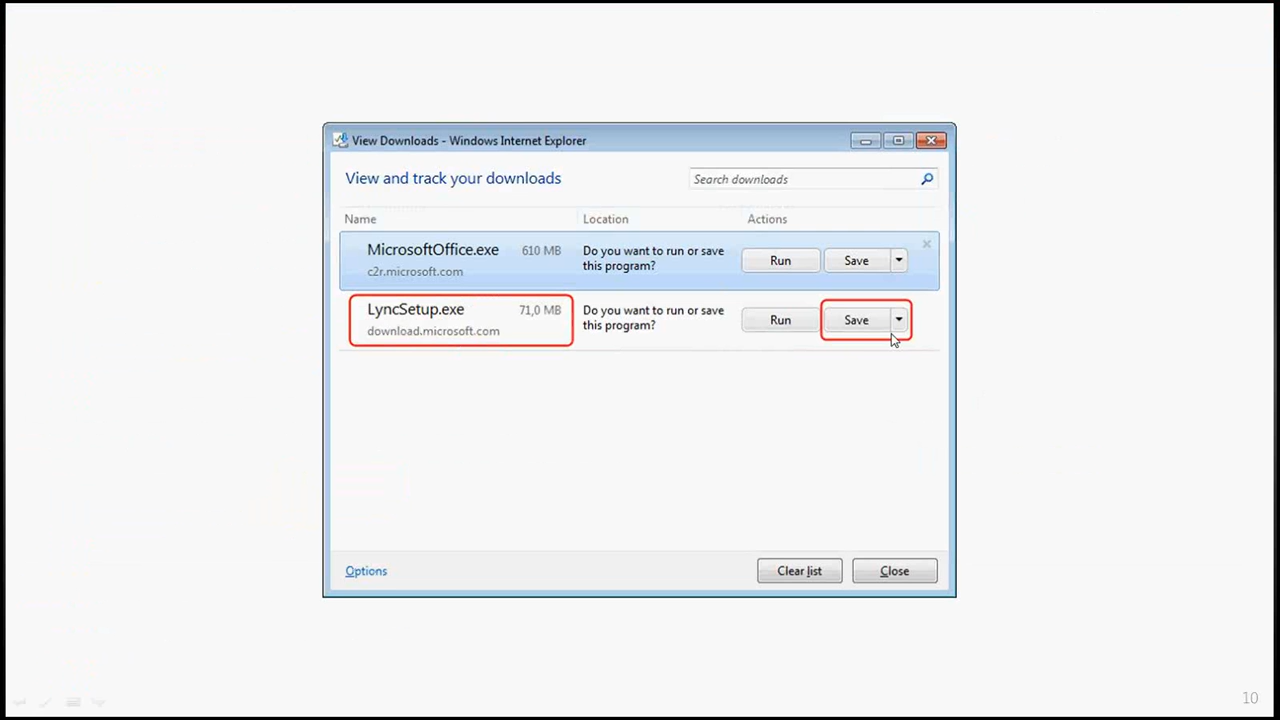 View Downloads - Windows Internet Explorer
View and track your downloads
Search downloads
Name Location Actions
MicrosoftOffice.exe 610 MB
c2r.microsoft.com
Do you want to run or save
this program?
Run Save
LyncSetup.exe 71,0 MB
download.microsoft.com
Do you want to run or save
this program?
Run Save
Options Clear list Close
10